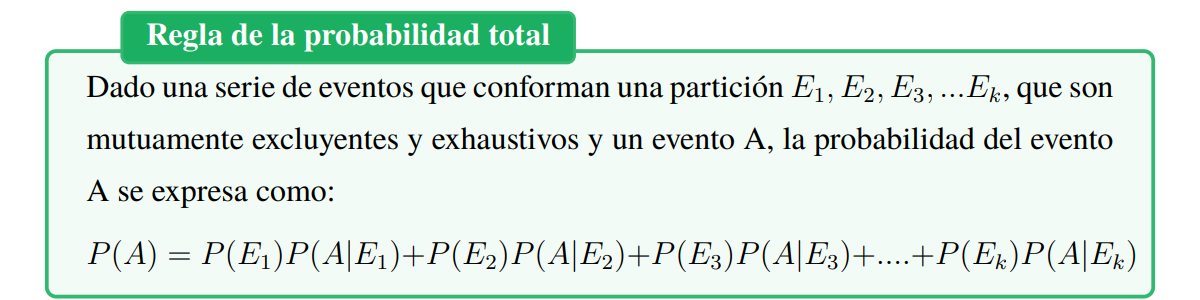 Regla de la probabilidad total
Dado una serie de eventos que conforman una partición $E_1, E_2, E_3, ...E_k$, que son
mutuamente excluyentes y exhaustivos y un evento A, la probabilidad del evento
A se expresa como:
$P(A) = P(E_1)P(A|E_1)+P(E_2)P(A|E_2)+P(E_3)P(A|E_3)+....+P(E_k)P(A|E_k)$